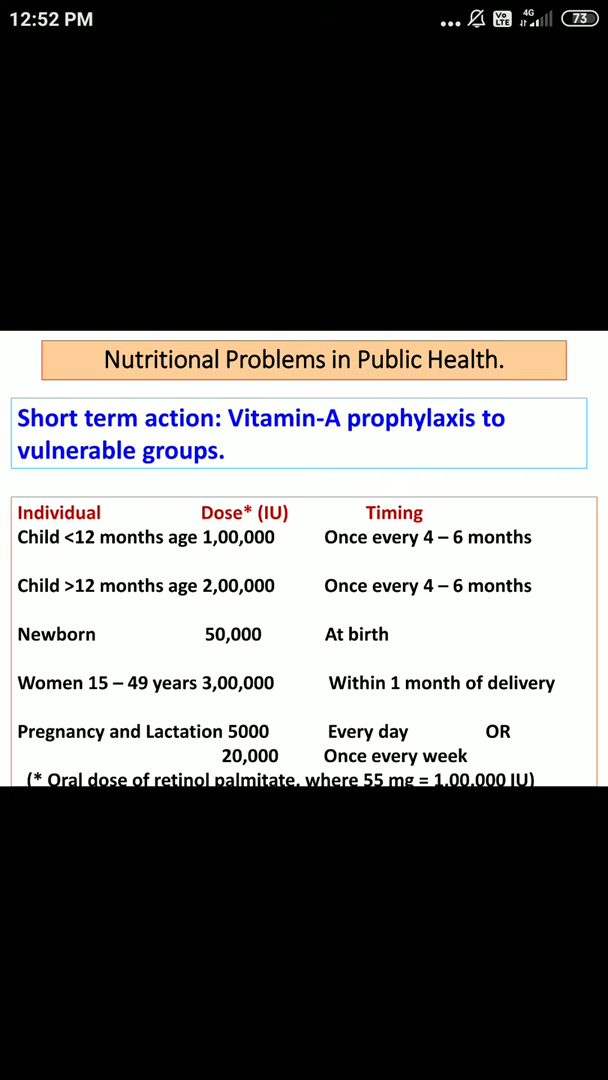 12:52 PM
Vo LTE 4G 73
Nutritional Problems in Public Health.
Short term action: Vitamin-A prophylaxis to
vulnerable groups.
Individual Dose* (IU) Timing
Child <12 months age 1,00,000 Once every 4 – 6 months
Child >12 months age 2,00,000 Once every 4 – 6 months
Newborn 50,000 At birth
Women 15 – 49 years 3,00,000 Within 1 month of delivery
Pregnancy and Lactation 5000 Every day OR
20,000 Once every week
(* Oral dose of retinol palmitate, where 55 mg = 1,00,000 IU)